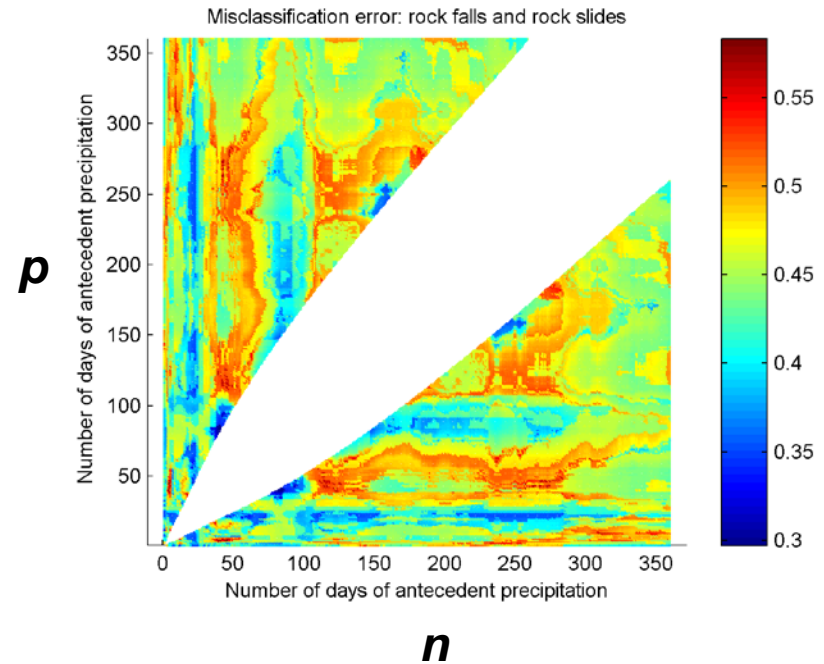 Misclassification error: rock falls and rock slides
350
300
250
200
150
100
50
p
Number of days of antecedent precipitation
0 50 100 150 200 250 300 350
Number of days of antecedent precipitation
n
0.55
0.5
0.45
0.4
0.35
0.3